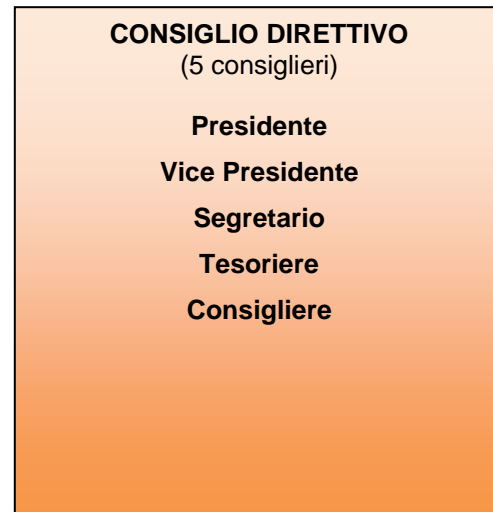 CONSIGLIO DIRETTIVO
(5 consiglieri)
Presidente
Vice Presidente
Segretario
Tesoriere
Consigliere